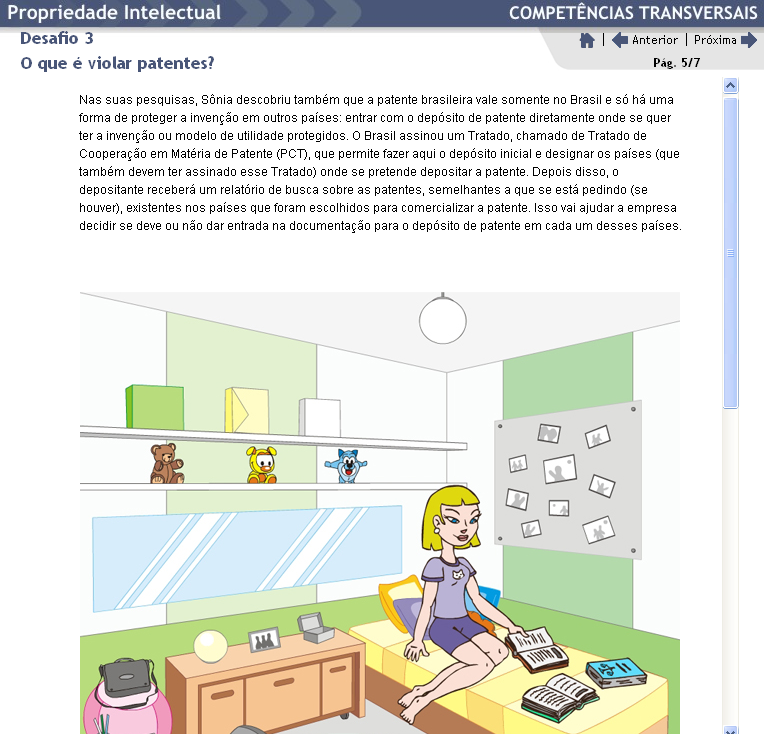 Propriedade Intelectual
COMPETÊNCIAS TRANSVERSAIS
Desafio 3
Anterior | Próxima
O que é violar patentes?
Pág. 5/7
Nas suas pesquisas, Sônia descobriu também que a patente brasileira vale somente no Brasil e só há uma
forma de proteger a invenção em outros países: entrar com o depósito de patente diretamente onde se quer
ter a invenção ou modelo de utilidade protegidos. O Brasil assinou um Tratado, chamado de Tratado de
Cooperação em Matéria de Patente (PCT), que permite fazer aqui o depósito inicial e designar os países (que
também devem ter assinado esse Tratado) onde se pretende depositar a patente. Depois disso, o
depositante receberá um relatório de busca sobre as patentes, semelhantes a que se está pedindo (se
houver), existentes nos países que foram escolhidos para comercializar a patente. Isso vai ajudar a empresa
decidir se deve ou não dar entrada na documentação para o depósito de patente em cada um desses países.